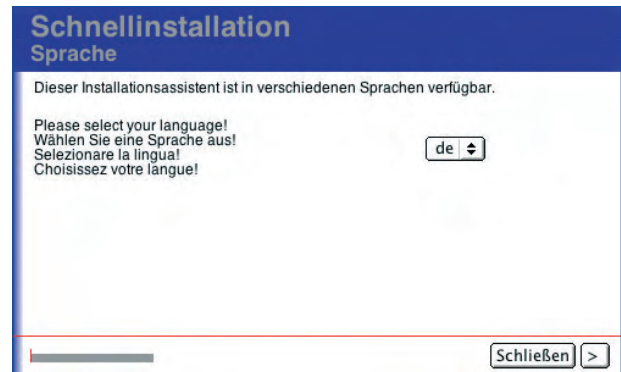 Schnellinstallation
Sprache
Dieser Installationsassistent ist in verschiedenen Sprachen verfügbar.
Please select your language!
Wählen Sie eine Sprache aus!
Selezionare la lingua!
Choisissez votre langue!
de
Schließen >